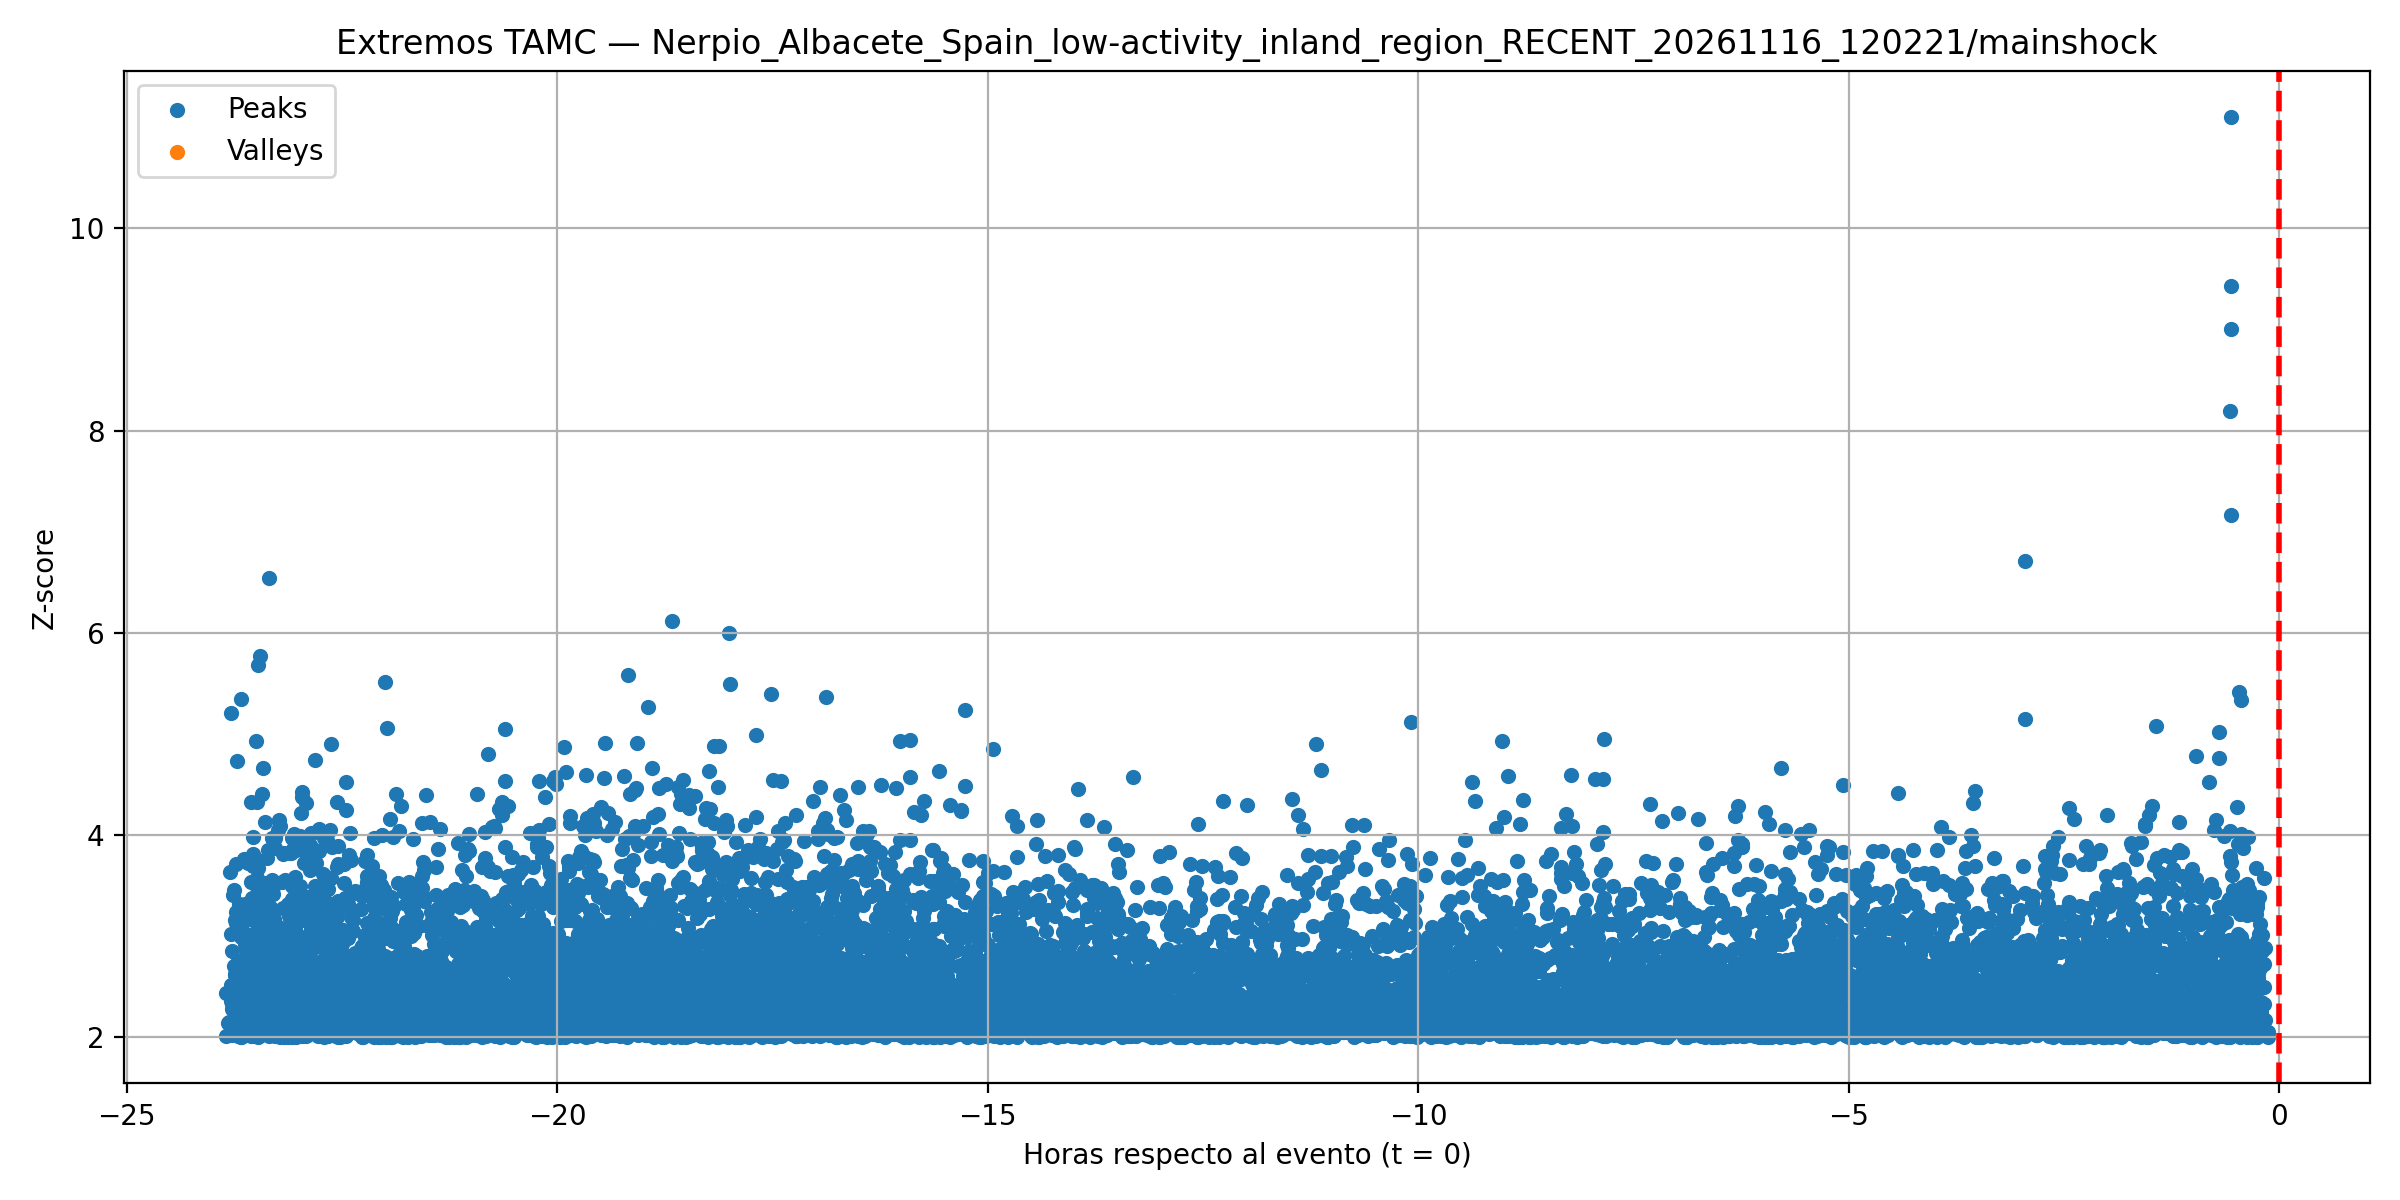 Extremos TAMC — Nerpio_Albacete_Spain_low-activity_inland_region_RECENT_20261116_120221/mainshock
Peaks
Valleys
Z-score
10
8
6
4
2
−25
−20
−15
−10
−5
0
Horas respecto al evento (t = 0)